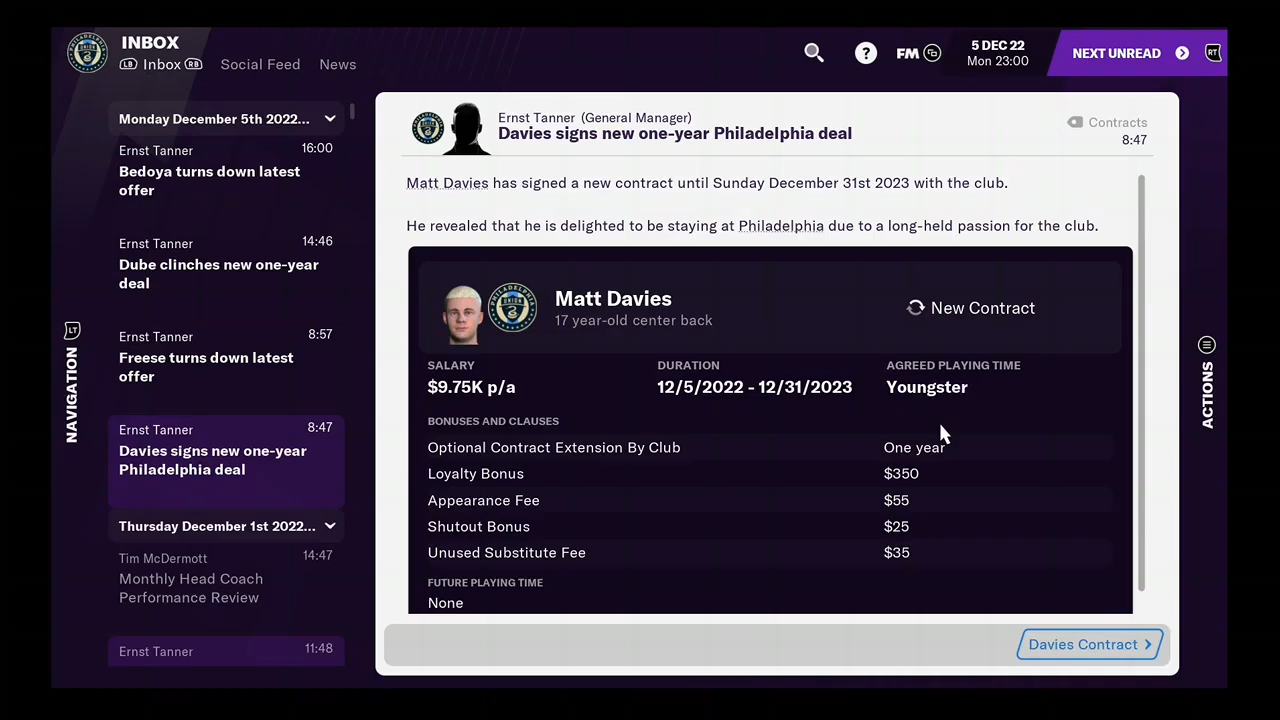 INBOX
LB Inbox RB Social Feed News
?
FM
5 DEC 22
Mon 23:00
NEXT UNREAD
RT
Monday December 5th 2022...
Ernst Tanner 16:00
Bedoya turns down latest
offer
Ernst Tanner 14:46
Dube clinches new one-year
deal
Ernst Tanner 8:57
Freese turns down latest
offer
Ernst Tanner 8:47
Davies signs new one-year
Philadelphia deal
Thursday December 1st 2022...
Tim McDermott 14:47
Monthly Head Coach
Performance Review
Ernst Tanner 11:48
LT
NAVIGATION
Ernst Tanner (General Manager)
Davies signs new one-year Philadelphia deal
Contracts
8:47
Matt Davies has signed a new contract until Sunday December 31st 2023 with the club.
He revealed that he is delighted to be staying at Philadelphia due to a long-held passion for the club.
Matt Davies
17 year-old center back
New Contract
SALARY DURATION AGREED PLAYING TIME
$9.75K p/a 12/5/2022 - 12/31/2023 Youngster
BONUSES AND CLAUSES
Optional Contract Extension By Club One year
Loyalty Bonus $350
Appearance Fee $55
Shutout Bonus $25
Unused Substitute Fee $35
FUTURE PLAYING TIME
None
Davies Contract
ACTIONS